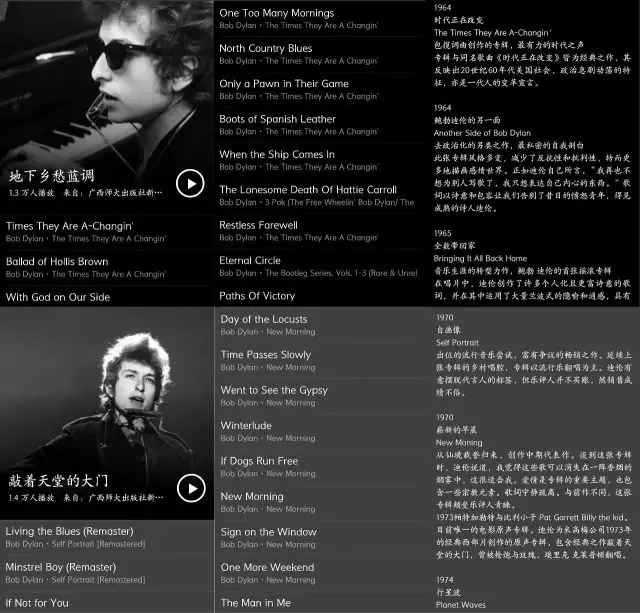 地下乡愁蓝调
1.3 万人播放 来自：广西师大出版社新…
Times They Are A-Changin'
Bob Dylan · The Times They Are A Changin'
Ballad of Hollis Brown
Bob Dylan · The Times They Are A Changin'
With God on Our Side
One Too Many Mornings
Bob Dylan · The Times They Are A Changin'
North Country Blues
Bob Dylan · The Times They Are A Changin'
Only a Pawn in Their Game
Bob Dylan · The Times They Are A Changin'
Boots of Spanish Leather
Bob Dylan · The Times They Are A Changin'
When the Ship Comes In
Bob Dylan · The Times They Are A Changin'
The Lonesome Death Of Hattie Carroll
Bob Dylan · 3 Pak (The Freewheelin' Bob Dylan/ The
Restless Farewell
Bob Dylan · The Times They Are A Changin'
Eternal Circle
Bob Dylan · The Bootleg Series, Vols. 1-3 (Rare & Unrel
Paths Of Victory
1964
时代正在改变
The Times They Are A-Changin'
包揽词曲创作的专辑，最有力的时代之声
专辑与同名歌曲《时代正在改变》皆为经典之作，其
反映出20世纪60年代美国社会、政治急剧动荡的特
征，亦是一代人的变革宣言。
1964
鲍勃迪伦的另一面
Another Side of Bob Dylan
去政治化的另类之作，最私密的自我剖白
此张专辑风格多变，减少了反抗性和批判性，转而更
多地描画感情世界。正如迪伦自己所言，“我再也不
想为别人写歌了，我只想表达自己内心的东西。”歌
词以诗意和包容让我们告别了昔日的愤怒青年，得见
成熟的诗人迪伦。
1965
全数带回家
Bringing It All Back Home
音乐生涯的转型力作，鲍勃 迪伦的首张摇滚专辑
在唱片中，迪伦创作了许多个人化且更富诗意的歌
词，并在其中运用了大量兰波式的隐喻和通感，具有
敲着天堂的大门
1.4 万人播放 来自：广西师大出版社新…
Living the Blues (Remaster)
Bob Dylan · Self Portrait [Remastered]
Minstrel Boy (Remaster)
Bob Dylan · Self Portrait [Remastered]
If Not for You
Day of the Locusts
Bob Dylan · New Morning
Time Passes Slowly
Bob Dylan · New Morning
Went to See the Gypsy
Bob Dylan · New Morning
Winterlude
Bob Dylan · New Morning
If Dogs Run Free
Bob Dylan · New Morning
New Morning
Bob Dylan · New Morning
Sign on the Window
Bob Dylan · New Morning
One More Weekend
Bob Dylan · New Morning
The Man in Me
1970
自画像
Self Portrait
出位的流行音乐尝试，富有争议的畅销之作。延续上
张专辑的乡村唱腔，专辑以流行乐翻唱为主。迪伦有
意摆脱代言人的标签，但乐评人并不买账，然销售成
绩不俗。
1970
崭新的早晨
New Moning
从仙境载誉归来，创作中期代表作。谈到这张专辑
时，迪伦说道，我觉得这些歌可以消失在一阵香烟的
烟雾中，这很适合我。爱情是专辑的重要主题，也包
含一些宗教元素。歌词宁静疏离。与前作不同，这张
专辑颇受乐评人青睐。
1973帕特加勒特与比利小子 Pat Garrett Billy the kid。
目前唯一的电影原声专辑。迪伦为米高梅公司1973年
的经典西部片创作的原声专辑，包含经典之作敲着天
堂的大门，曾被枪炮与玫瑰、埃里克 克莱普顿翻唱。
1974
行星波
Planet Waves